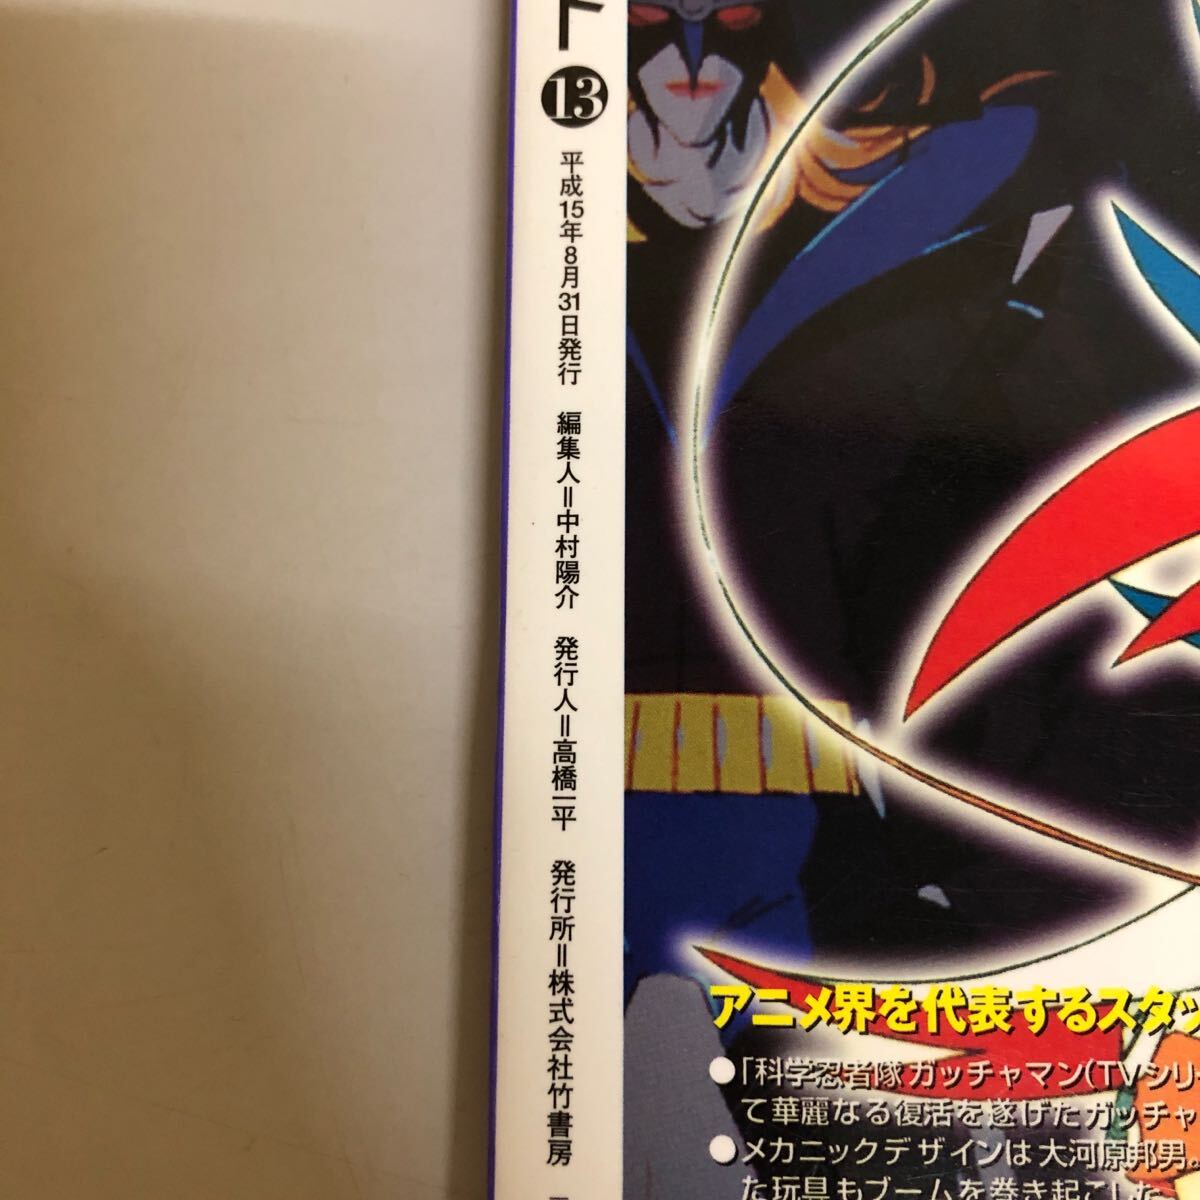 ト
13
平成15年8月31日発行 編集人=中村陽介 発行人=高橋一平 発行所=株式会社竹書房
アニメ界を代表するスタッ
●「科学忍者隊ガッチャマン(TVシリー
て華麗なる復活を遂げたガッチャ
●メカニックデザインは大河原邦男。
た玩具もブームを巻き起こした。